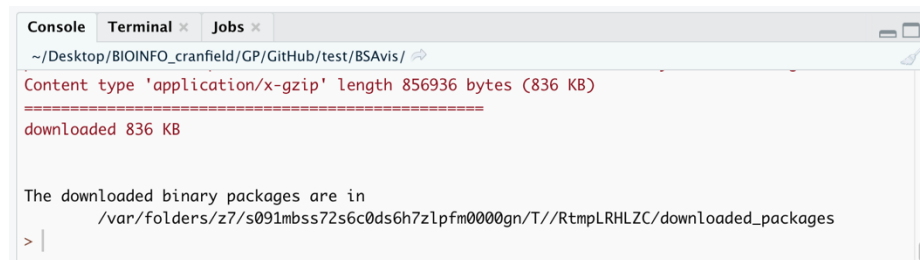 Console Terminal × Jobs ×
~/Desktop/BIOINFO_cranfield/GP/GitHub/test/BSAvis/
Content type 'application/x-gzip' length 856936 bytes (836 KB)
==================================================
downloaded 836 KB
The downloaded binary packages are in
/var/folders/z7/s091mbss72s6c0ds6h7zlpfm0000gn/T//RtmpLRHLZC/downloaded_packages
>